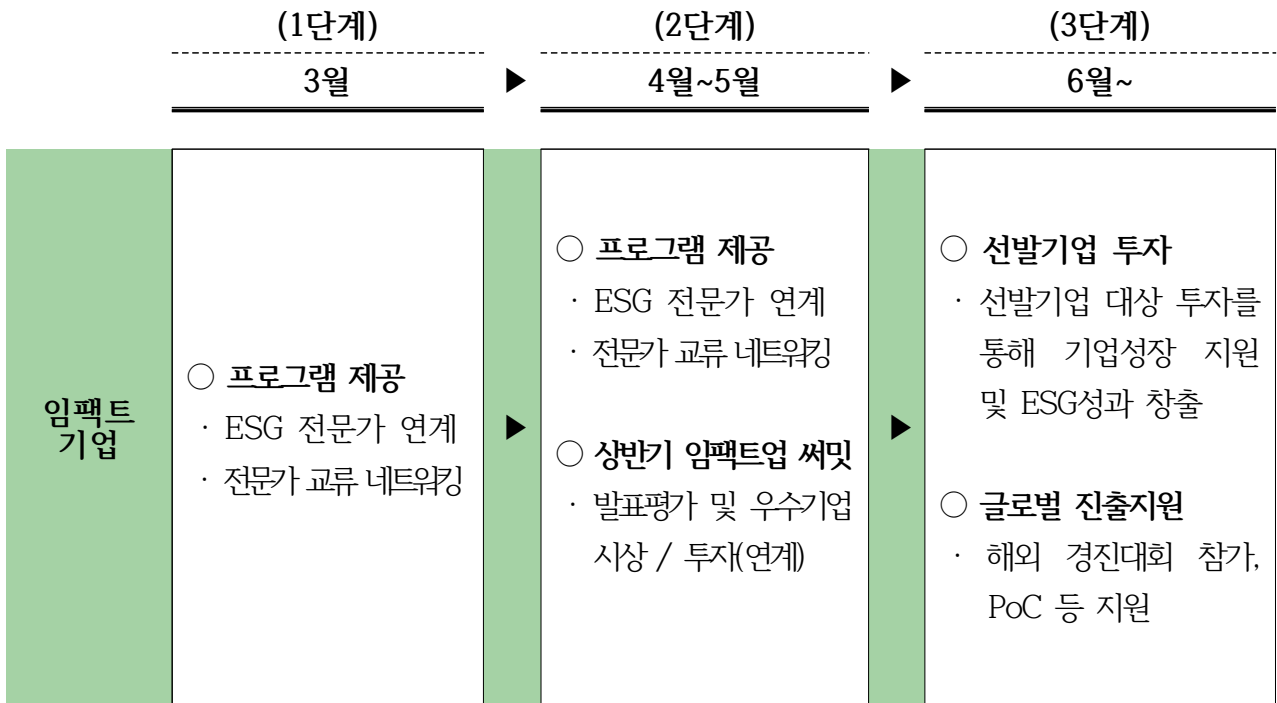 (1단계)
(2단계)
(3단계)
3월
▶
4월~5월
▶
6월~
임팩트
기업
○ 프로그램 제공
· ESG 전문가 연계
· 전문가 교류 네트워킹
▶
○ 프로그램 제공
· ESG 전문가 연계
· 전문가 교류 네트워킹
○ 상반기 임팩트업 써밋
· 발표평가 및 우수기업
시상 / 투자(연계)
▶
○ 선발기업 투자
· 선발기업 대상 투자를
통해 기업성장 지원
및 ESG성과 창출
○ 글로벌 진출지원
· 해외 경진대회 참가,
PoC 등 지원